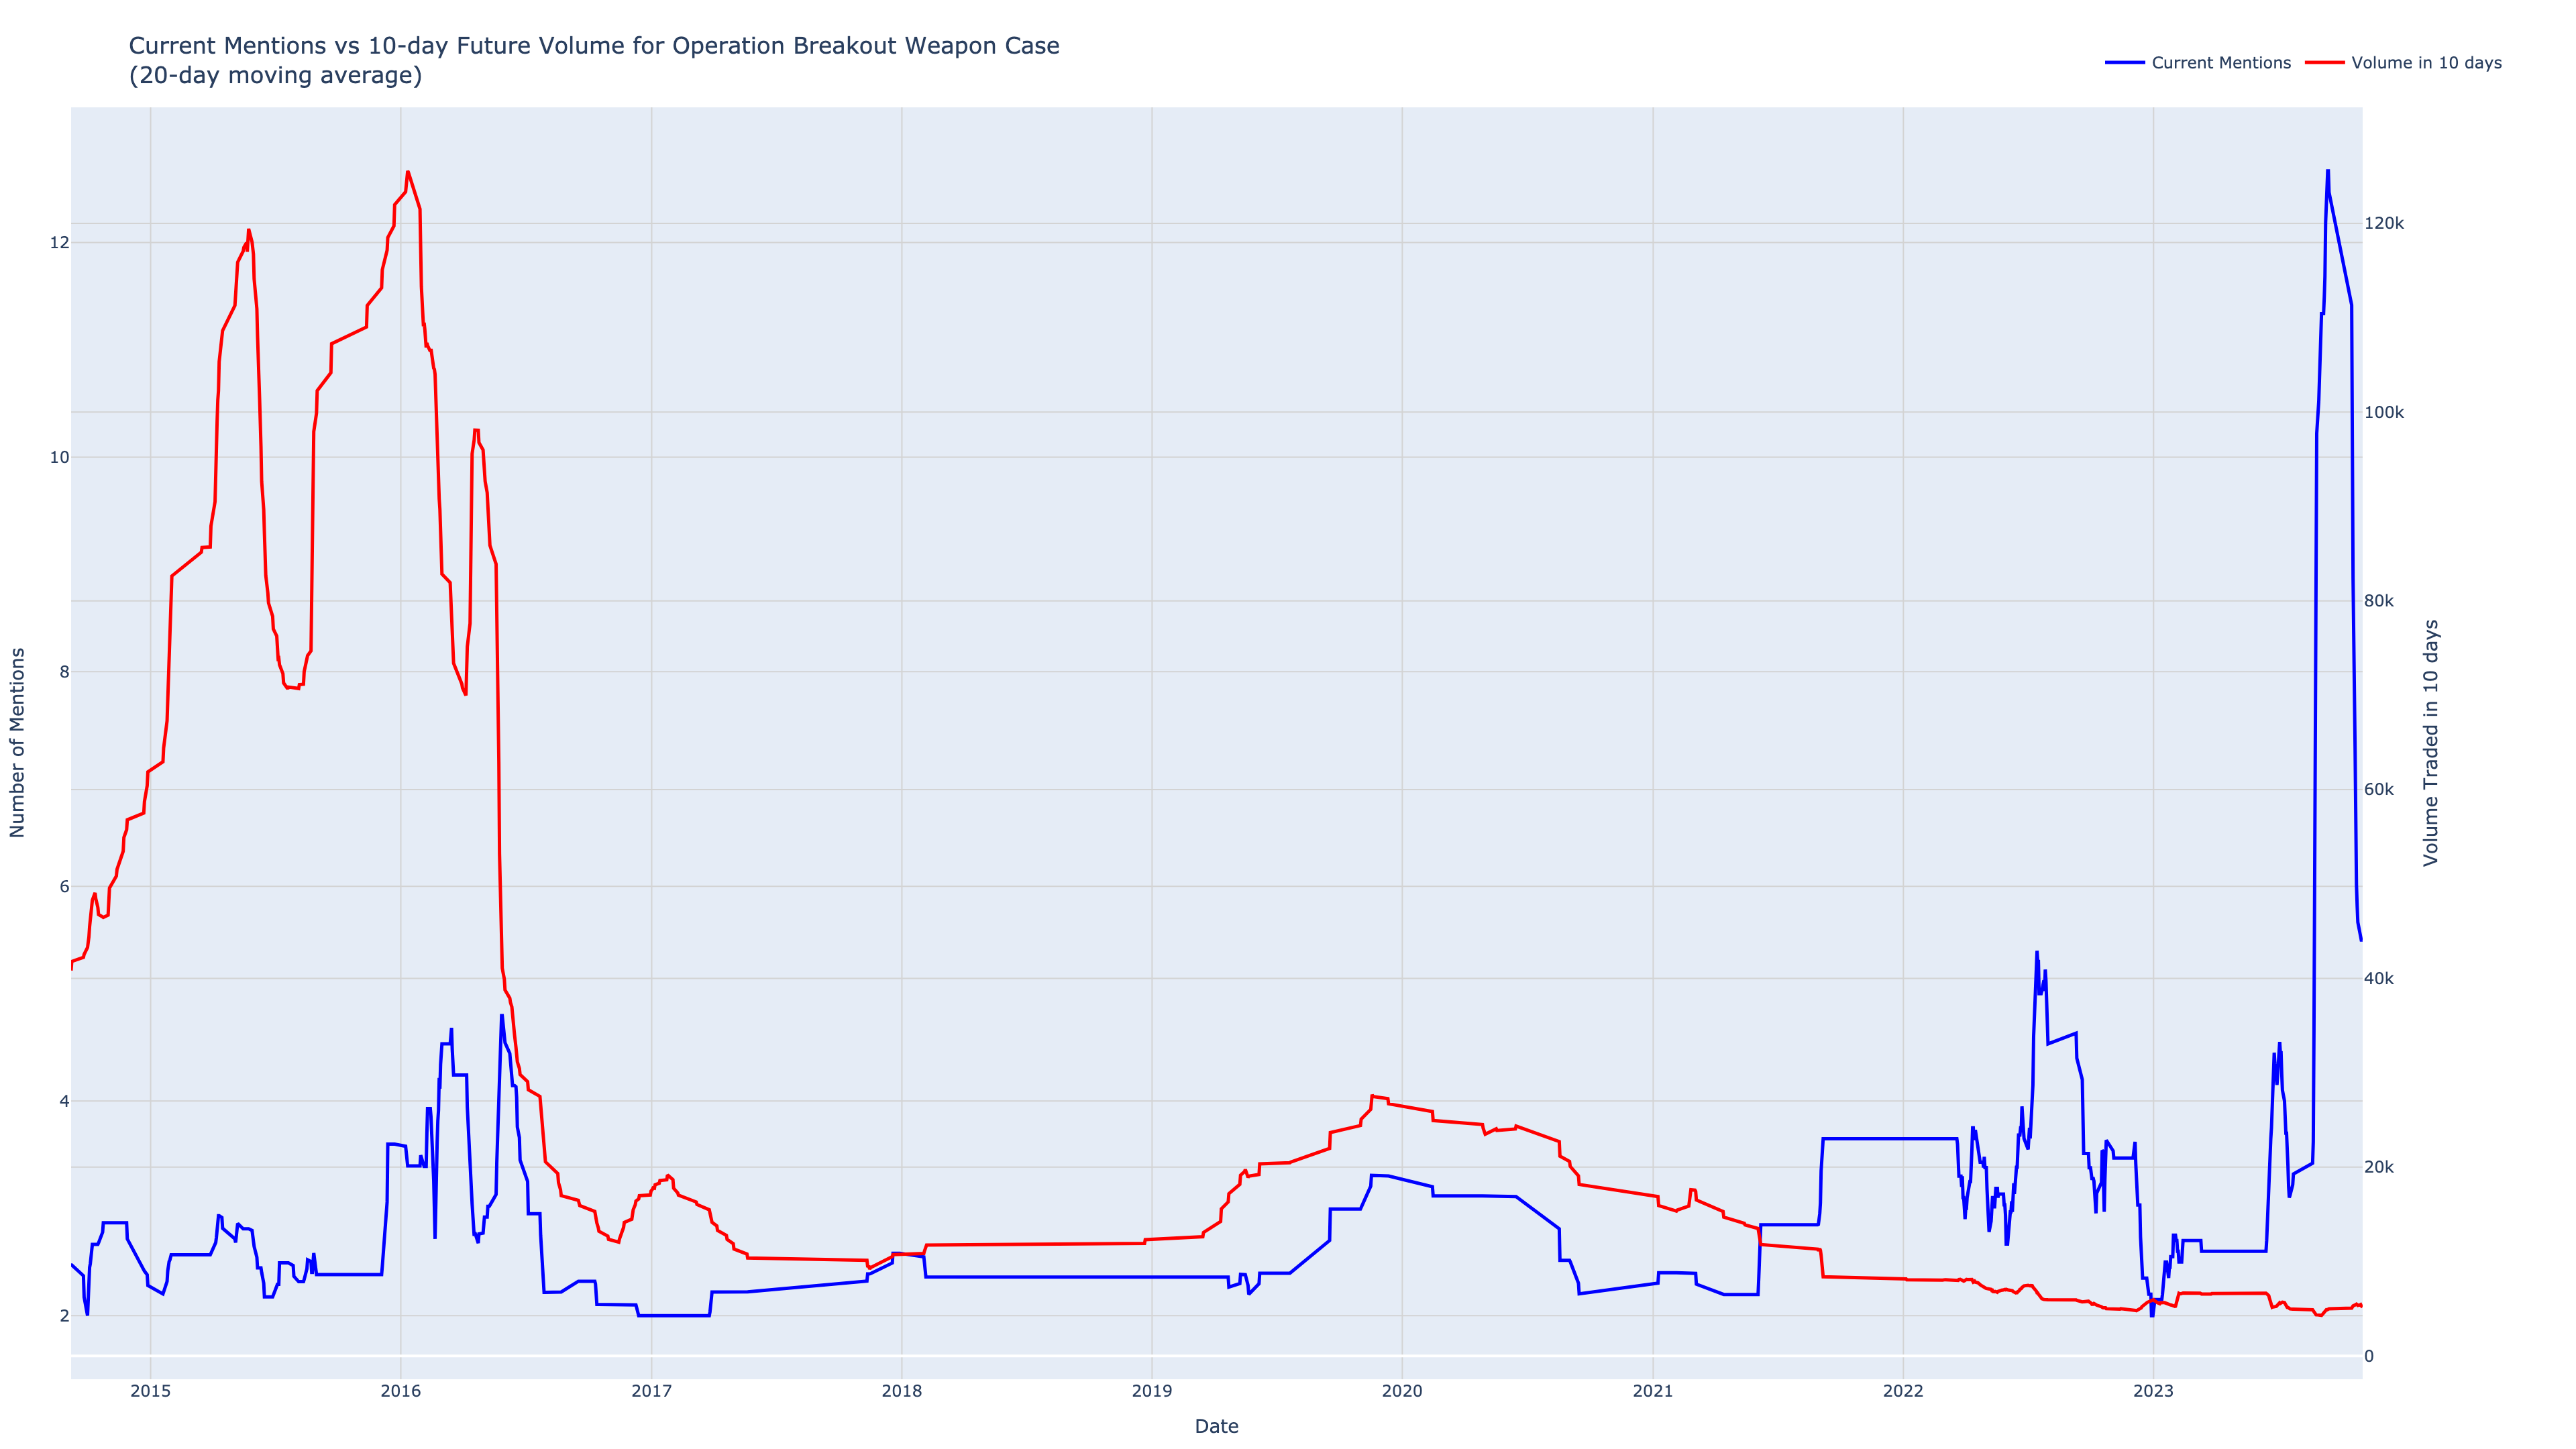 Current Mentions vs 10-day Future Volume for Operation Breakout Weapon Case
(20-day moving average)
Current Mentions
Volume in 10 days
12
10
8
6
4
2
Number of Mentions
120k
100k
80k
60k
40k
20k
0
Volume Traded in 10 days
2015
2016
2017
2018
2019
2020
2021
2022
2023
Date